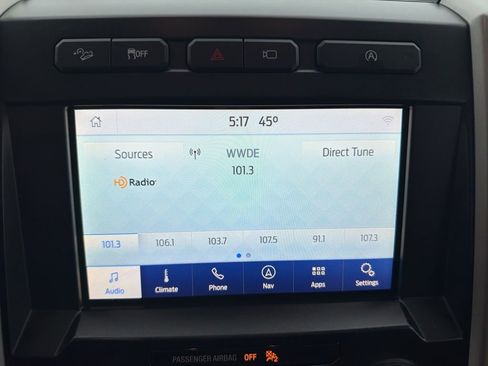 OFF
A
5:17 45°
Sources WWDE Direct Tune
101.3
HD Radio
101.3 106.1 103.7 107.5 91.1 107.3
Audio Climate Phone Nav Apps Settings
PASSENGER AIRBAG OFF